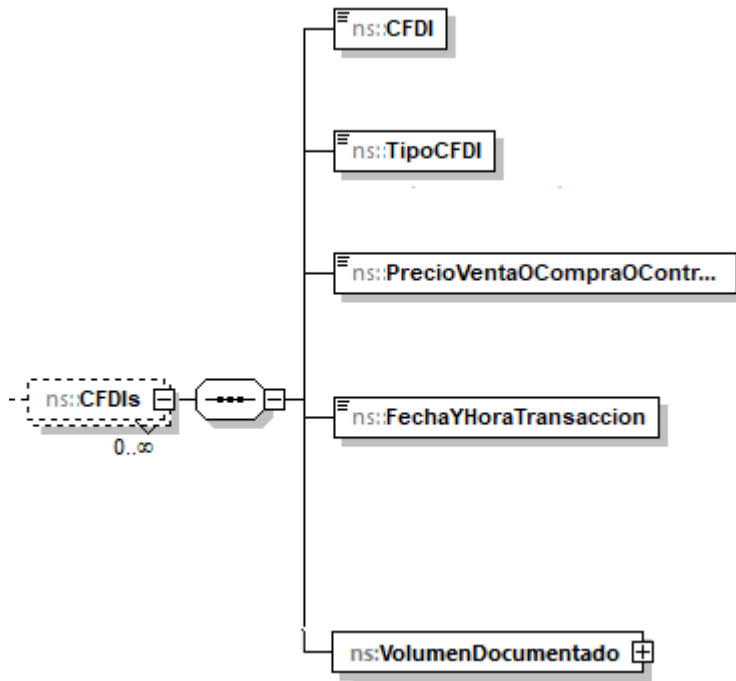 ns::CFDI
ns::TipoCFDI
ns::PrecioVentaOCompraOContr...
ns::CFDIs
0..∞
ns::FechaYHoraTransaccion
ns:VolumenDocumentado